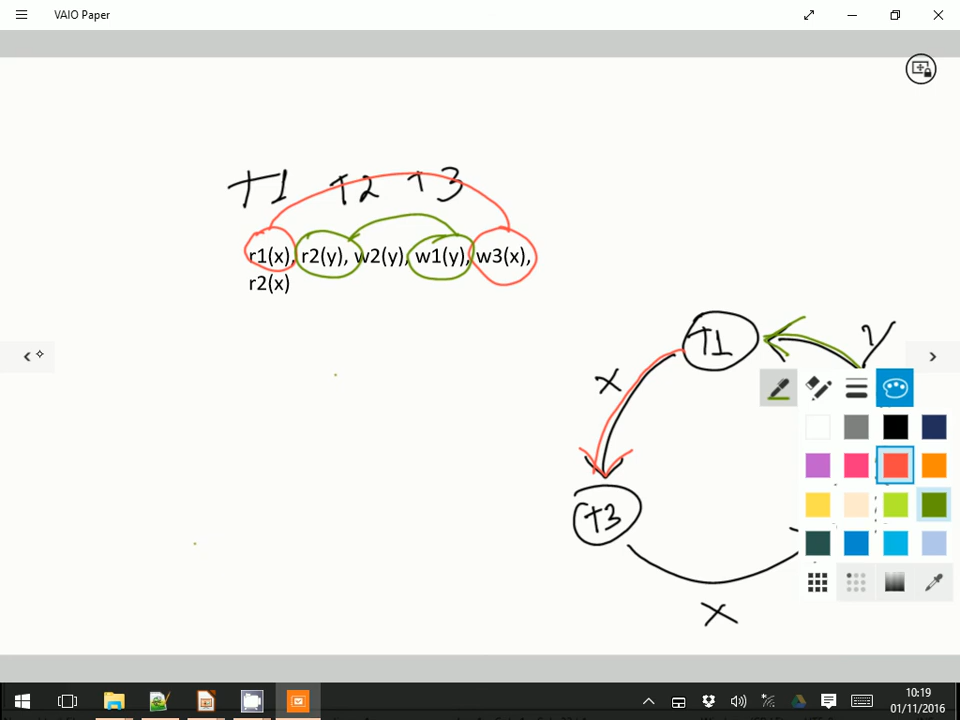 VAIO Paper
T1 T2 T3
r1(x), r2(y), w2(y), w1(y), w3(x),
r2(x)
T1
Y
X
T3
X
10:19
01/11/2016